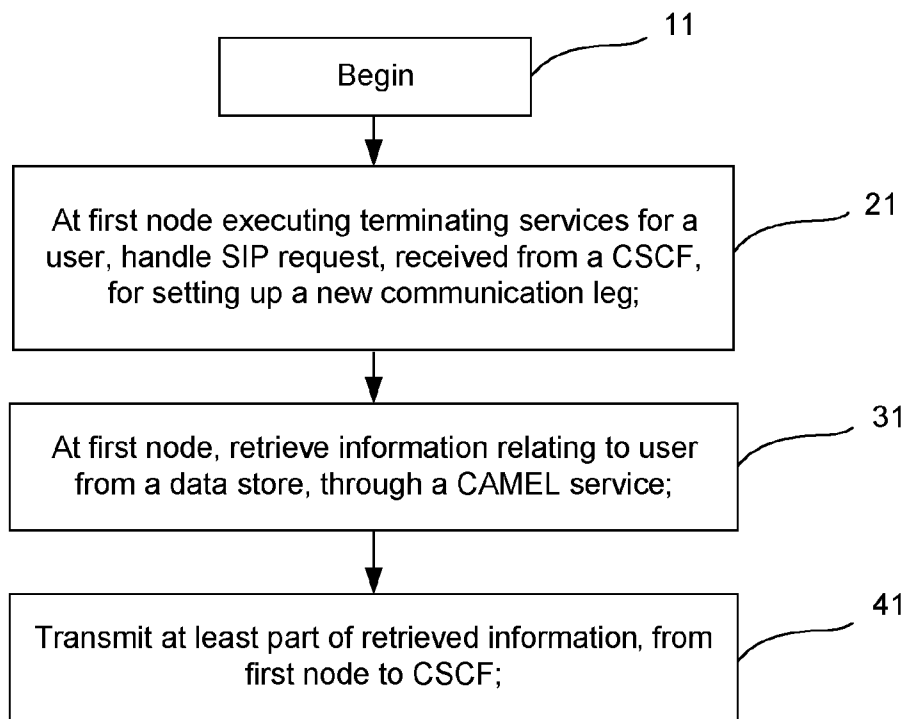 11
Begin
21
At first node executing terminating services for a
user, handle SIP request, received from a CSCF,
for setting up a new communication leg;
31
At first node, retrieve information relating to user
from a data store, through a CAMEL service;
41
Transmit at least part of retrieved information, from
first node to CSCF;